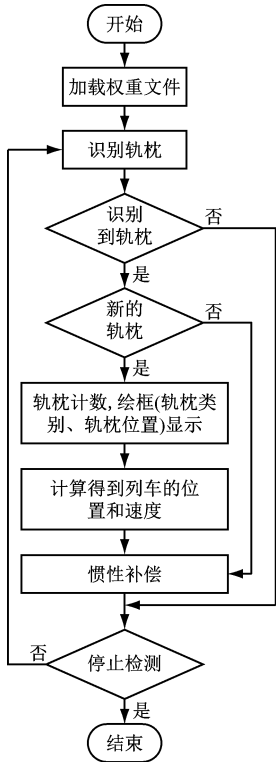 开始
加载权重文件
识别轨枕
识别
到轨枕
否
是
新的
轨枕
否
是
轨枕计数,绘框(轨枕类
别、轨枕位置)显示
计算得到列车的位
置和速度
惯性补偿
否
停止检测
是
结束